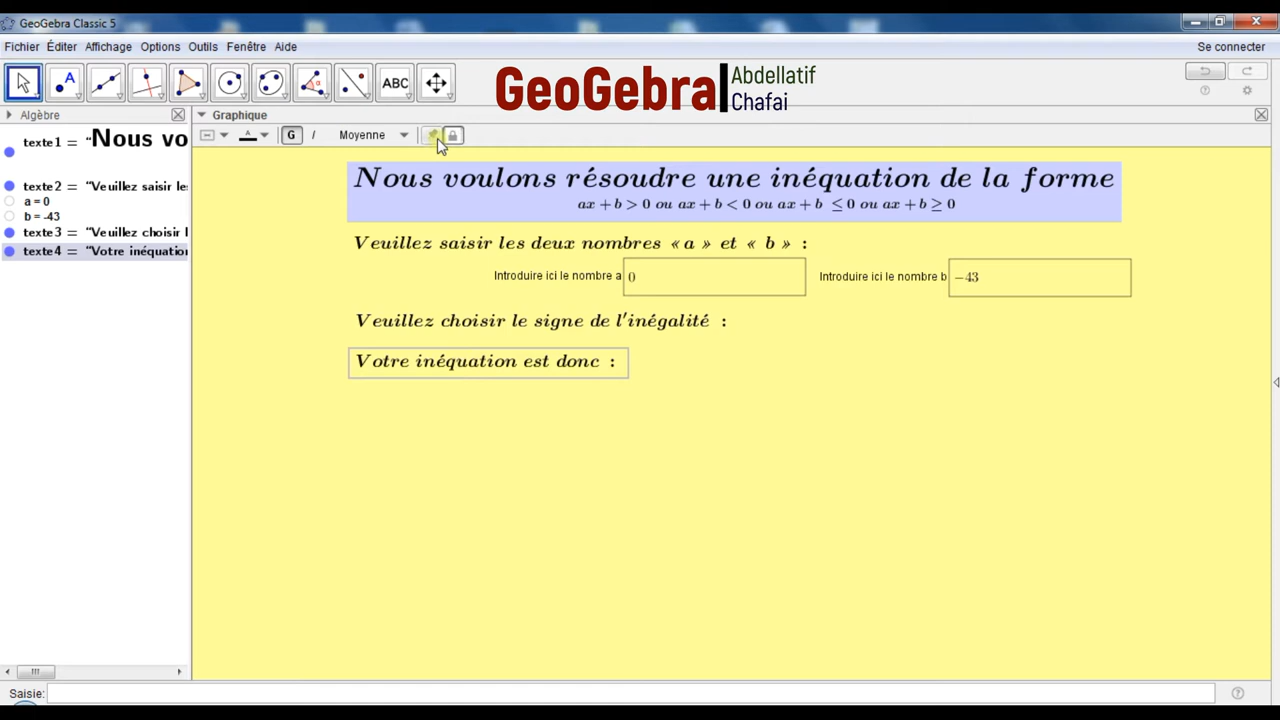 GeoGebra Classic 5
Fichier Éditer Affichage Options Outils Fenêtre Aide Se connecter
ABC
GeoGebra Abdellatif
Chafai
Algèbre
Graphique
A G I Moyenne
texte1 = "Nous vo
texte2 = "Veuillez saisir les
a = 0
b = -43
texte3 = "Veuillez choisir l
texte4 = "Votre inéquation
Nous voulons résoudre une inéquation de la forme
ax + b > 0 ou ax + b < 0 ou ax + b ≤ 0 ou ax + b ≥ 0
Veuillez saisir les deux nombres « a » et « b » :
Introduire ici le nombre a 0 Introduire ici le nombre b −43
Veuillez choisir le signe de l'inégalité :
Votre inéquation est donc :
Saisie: